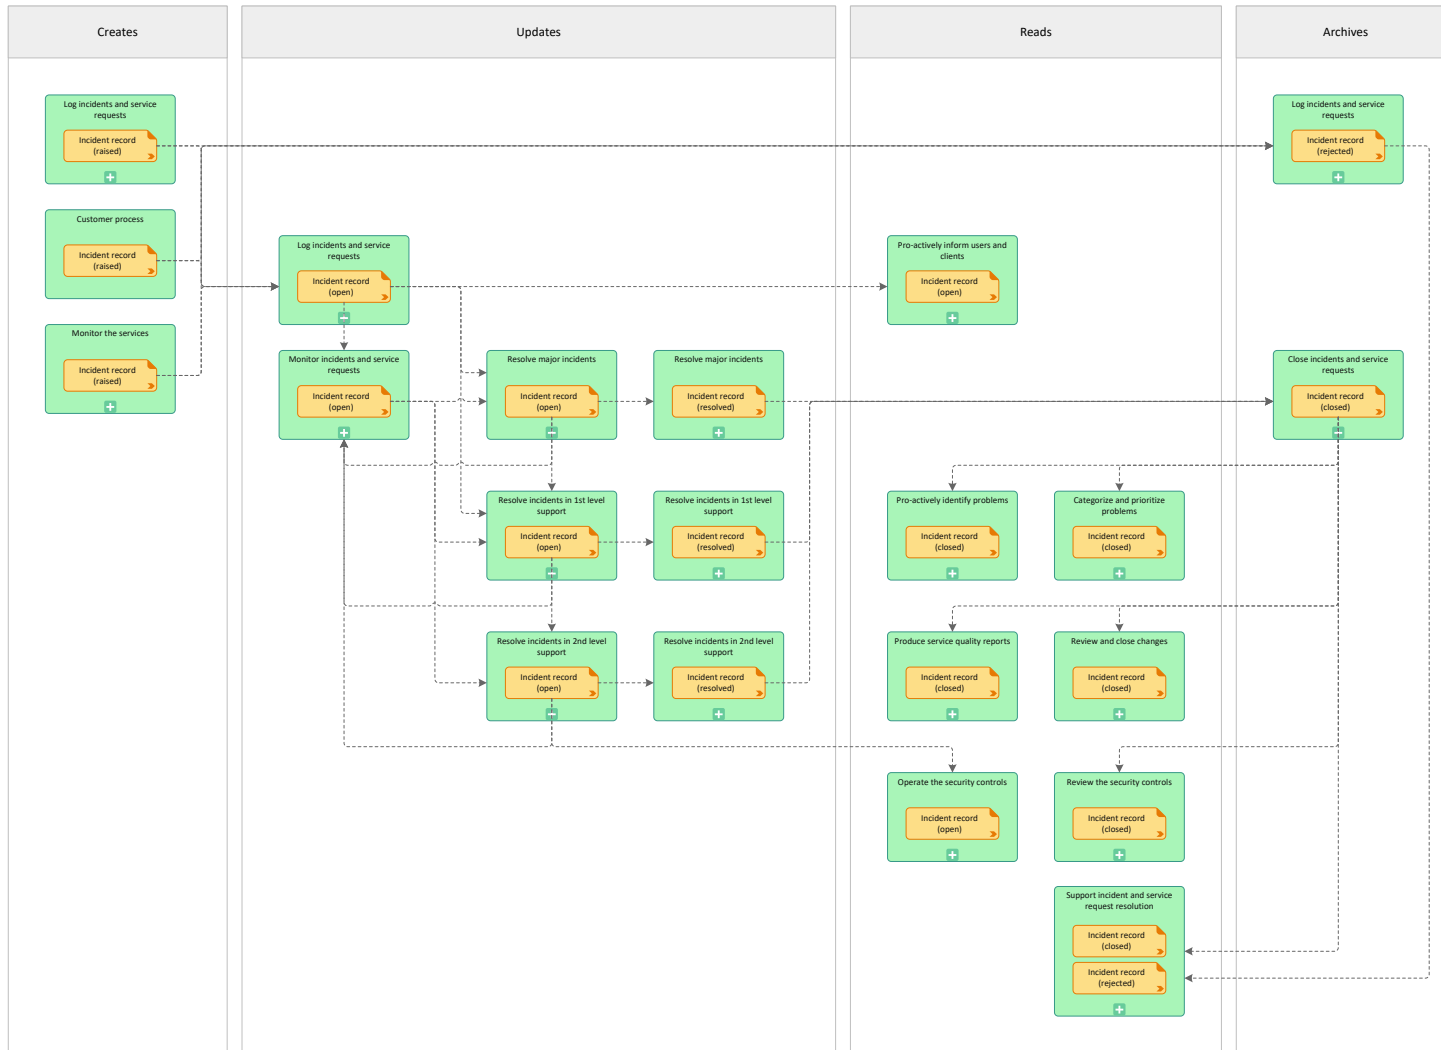 Creates
Updates
Reads
Archives
Log incidents and service
requests
Incident record
(raised)
Customer process
Incident record
(raised)
Monitor the services
Incident record
(raised)
Log incidents and service
requests
Incident record
(open)
Monitor incidents and service
requests
Incident record
(open)
Resolve major incidents
Incident record
(open)
Resolve major incidents
Incident record
(resolved)
Resolve incidents in 1st level
support
Incident record
(open)
Resolve incidents in 1st level
support
Incident record
(resolved)
Resolve incidents in 2nd level
support
Incident record
(open)
Resolve incidents in 2nd level
support
Incident record
(resolved)
Pro-actively inform users and
clients
Incident record
(open)
Pro-actively identify problems
Incident record
(closed)
Categorize and prioritize
problems
Incident record
(closed)
Produce service quality reports
Incident record
(closed)
Review and close changes
Incident record
(closed)
Operate the security controls
Incident record
(open)
Review the security controls
Incident record
(closed)
Support incident and service
request resolution
Incident record
(closed)
Incident record
(rejected)
Log incidents and service
requests
Incident record
(rejected)
Close incidents and service
requests
Incident record
(closed)